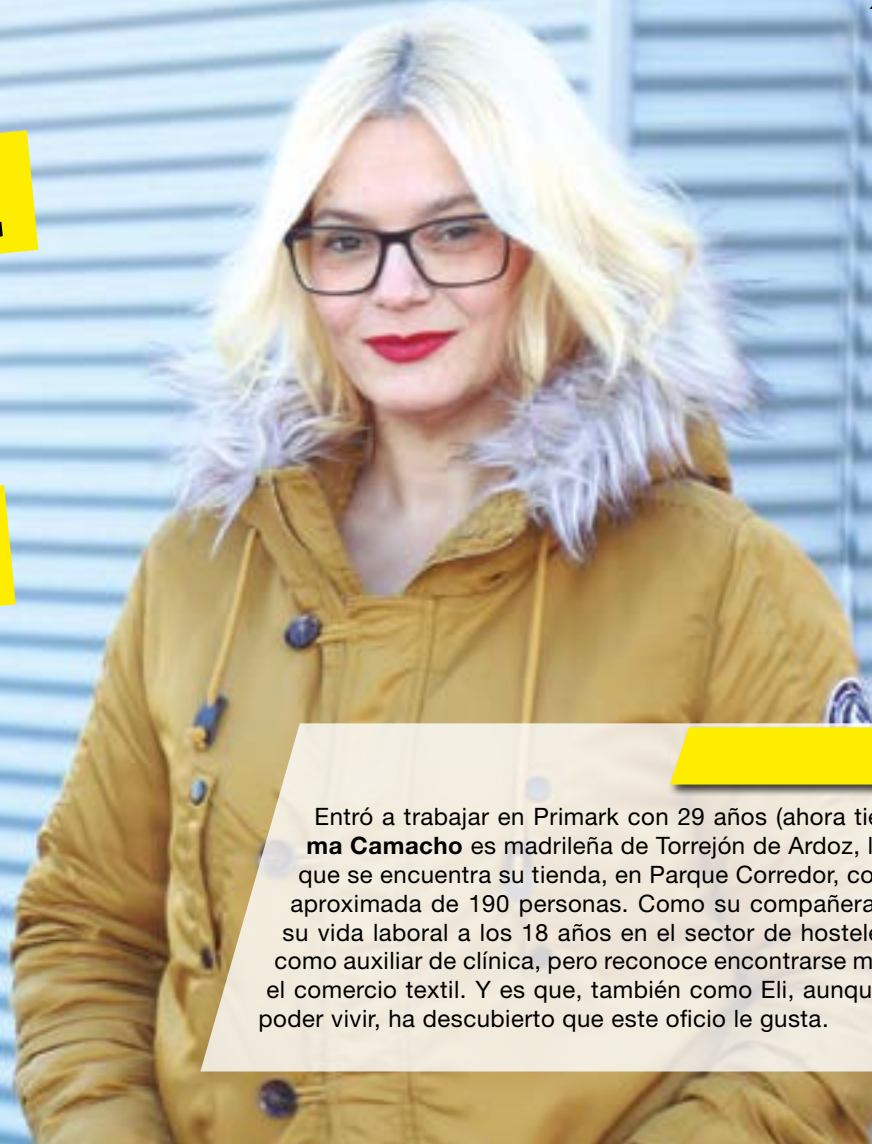 Entró a trabajar en Primark con 29 años (ahora tie
ma Camacho es madrileña de Torrejón de Ardoz, l
que se encuentra su tienda, en Parque Corredor, co
aproximada de 190 personas. Como su compañera
su vida laboral a los 18 años en el sector de hostele
como auxiliar de clínica, pero reconoce encontrarse m
el comercio textil. Y es que, también como Eli, aunqu
poder vivir, ha descubierto que este oficio le gusta.